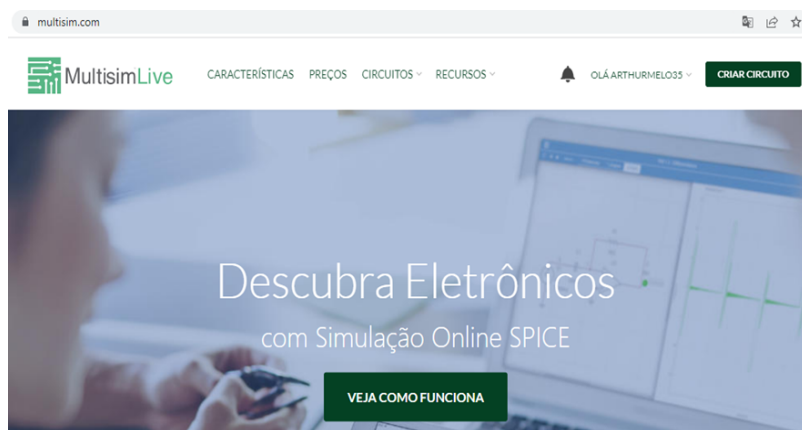 multisim.com
MultisimLive CARACTERÍSTICAS PREÇOS CIRCUITOS RECURSOS OLÁ ARTHURMELO35 CRIAR CIRCUITO
Descubra Eletrônicos
com Simulação Online SPICE
VEJA COMO FUNCIONA